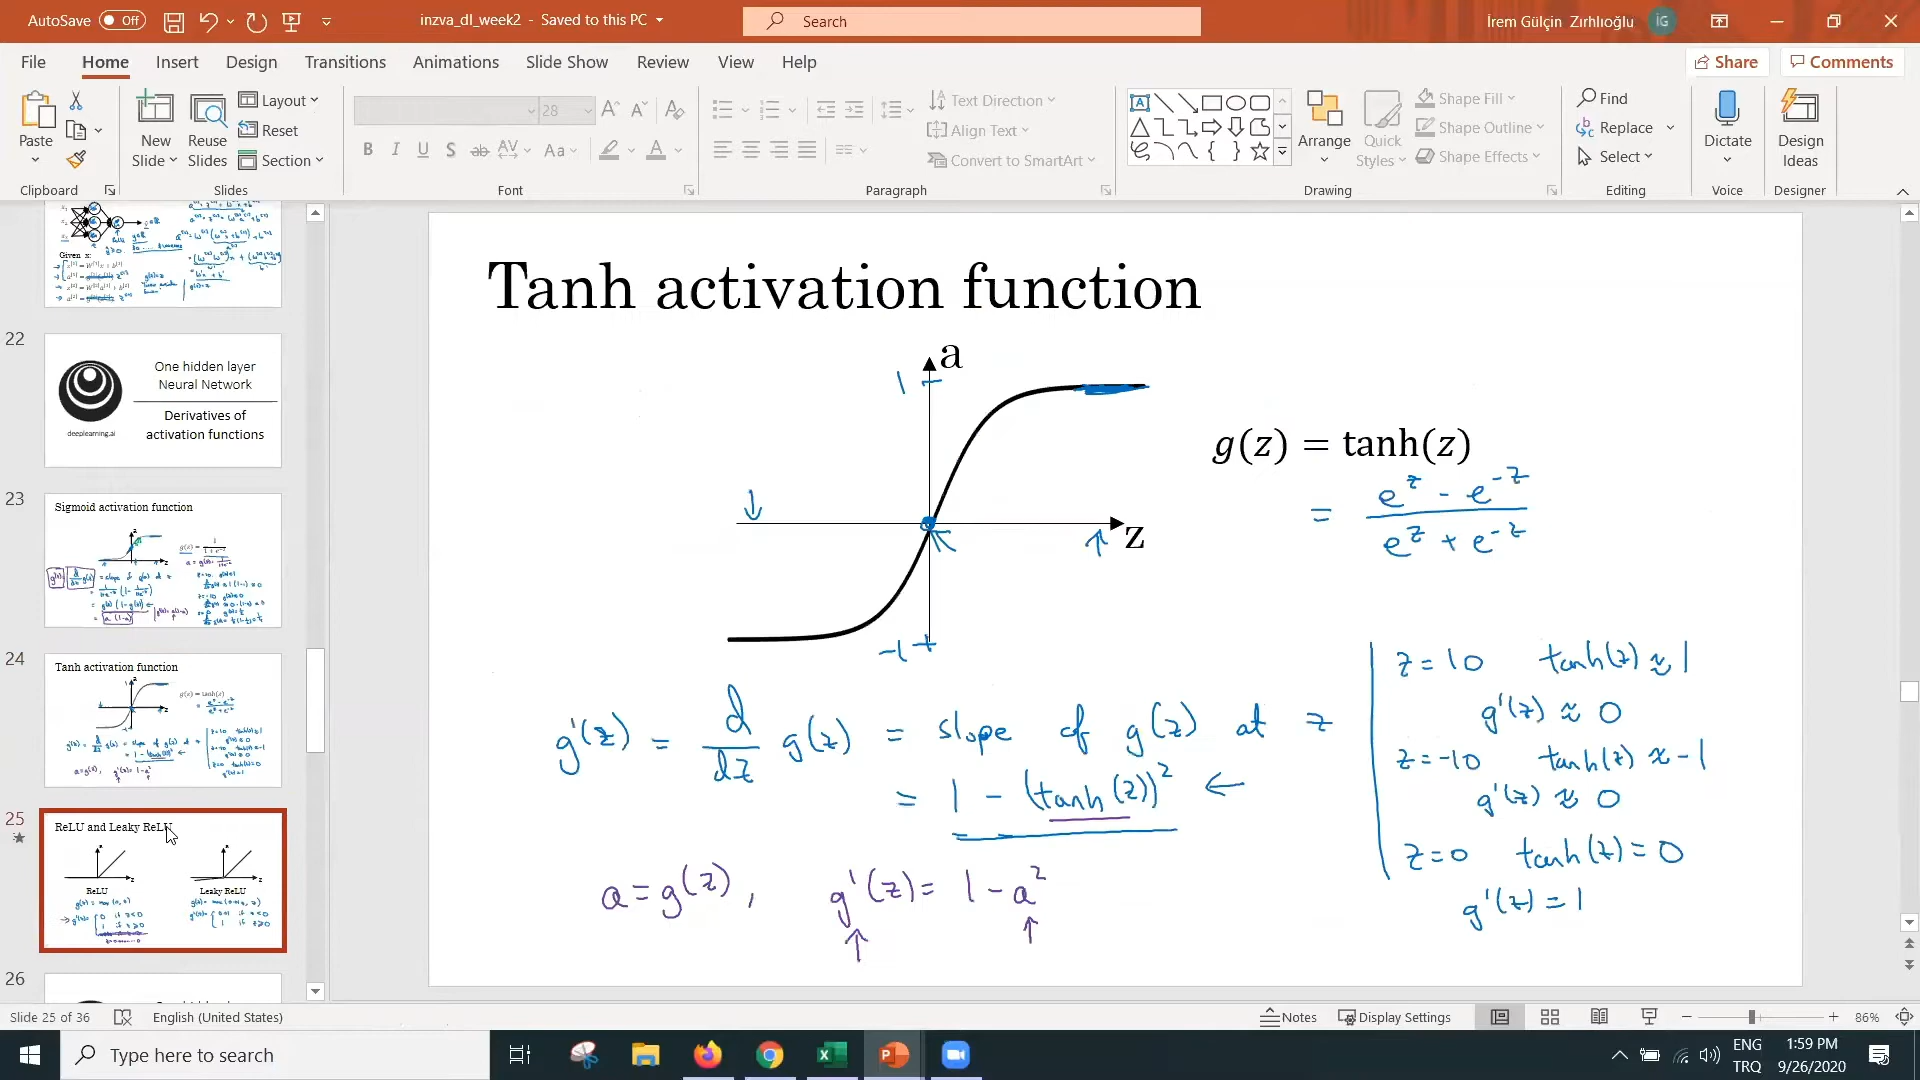 AutoSave Off
inzva_dl_week2 - Saved to this PC
Search
İrem Gülçin Zırhlıoğlu
İG
File Home Insert Design Transitions Animations Slide Show Review View Help
Share Comments
Paste
Clipboard
New Slide
Reuse Slides
Layout
Reset
Section
Slides
28
Font
Text Direction
Align Text
Convert to SmartArt
Paragraph
Arrange
Quick Styles
Shape Fill
Shape Outline
Shape Effects
Drawing
Find
Replace
Select
Editing
Dictate
Voice
Design Ideas
Designer
Given x:
22
One hidden layer
Neural Network
Derivatives of
activation functions
deeplearning.ai
23
Sigmoid activation function
24
Tanh activation function
25
ReLU and Leaky ReLU
ReLU
Leaky ReLU
26
Tanh activation function
a
1
z
-1
g(z) = tanh(z)
= e^z - e^-z / e^z + e^-z
g'(z) = d/dz g(z) = slope of g(z) at z
= 1 - (tanh(z))² ←
a = g(z), g'(z) = 1 - a²
z = 10 tanh(z) ≈ 1
g'(z) ≈ 0
z = -10 tanh(z) ≈ -1
g'(z) ≈ 0
z = 0 tanh(z) = 0
g'(z) = 1
Slide 25 of 36
English (United States)
Notes
Display Settings
86%
Type here to search
ENG
TRQ
1:59 PM
9/26/2020